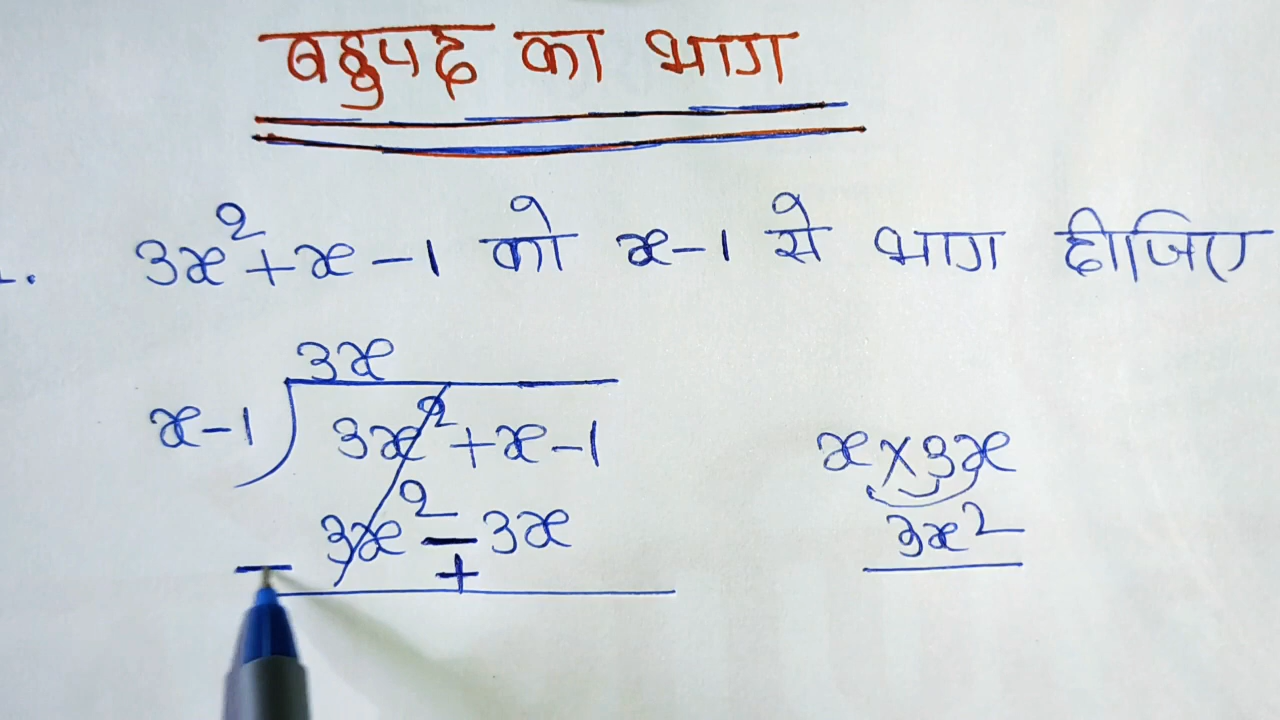 बहुपद का भाग
1. 3x²+x-1 को x-1 से भाग दीजिए
3x
x-1 3x²+x-1
3x²-3x
- +
x×3x
3x²